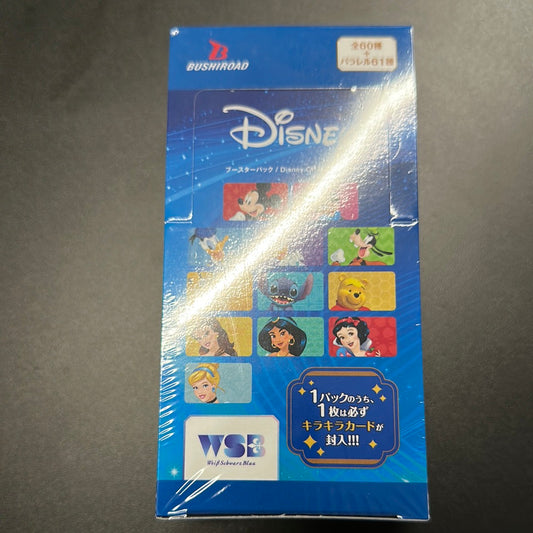 BUSHIROAD
全60種
+
パラレル61種
Disne
ブースターパック / Disney
1パックのうち、
1枚は必ず
キラキラカードが
封入!!!
WSB
Weiß Schwarz Blau